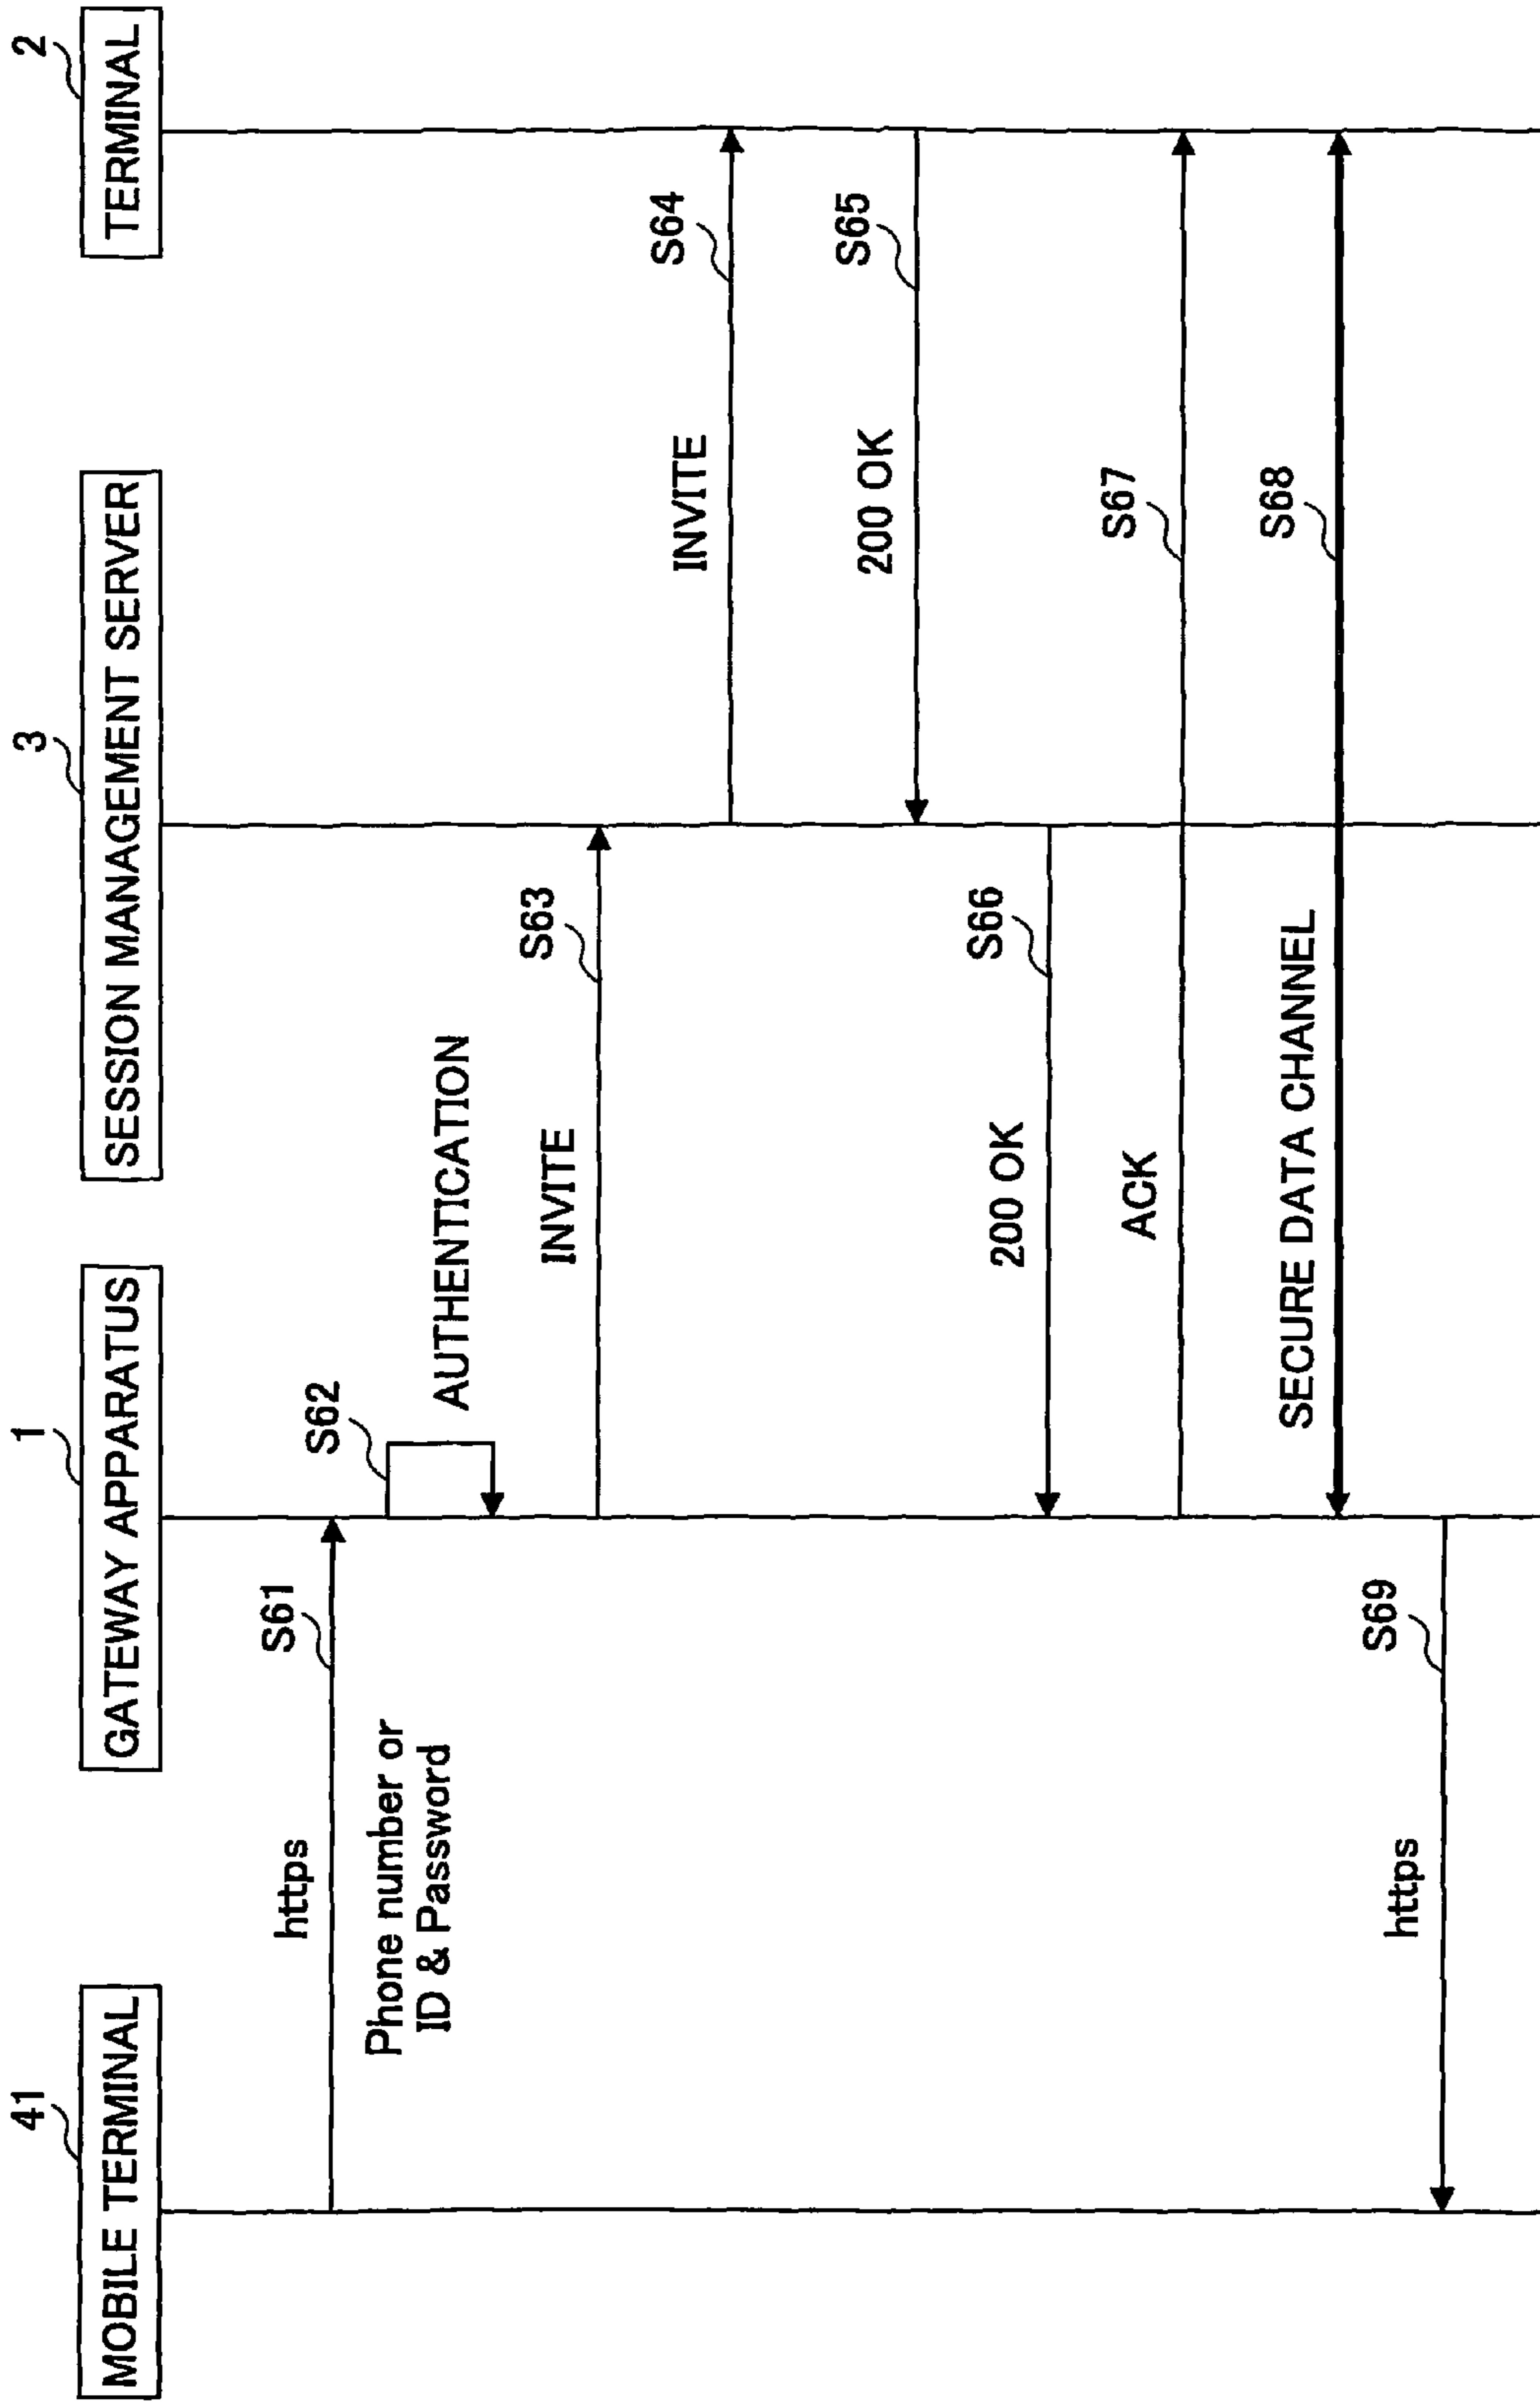 41
MOBILE TERMINAL
1
GATEWAY APPARATUS
3
SESSION MANAGEMENT SERVER
2
TERMINAL
S61
https
Phone number or
ID & Password
S62
AUTHENTICATION
S63
INVITE
S64
INVITE
S65
200 OK
S66
200 OK
S67
ACK
S68
SECURE DATA CHANNEL
S69
https